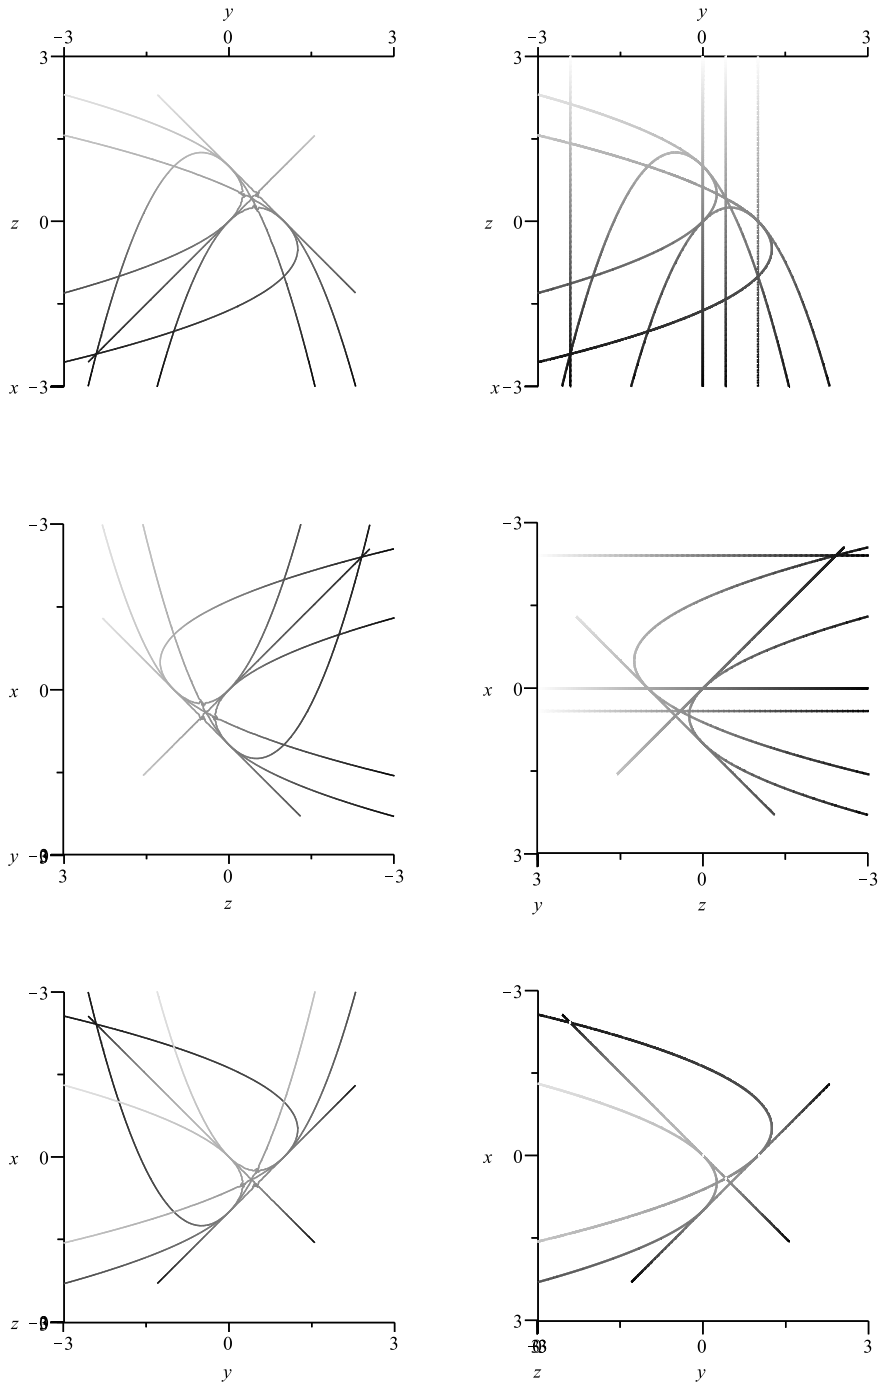 y y
−3 0 3 −3 0 3
3 3
z 0 z 0
x −3 x −3
−3 −3
x 0 x 0
y 3
3 0 −3 3 0 −3
z y z
−3 −3
x 0 x 0
z 3
−3 0 3 0 3
y z y